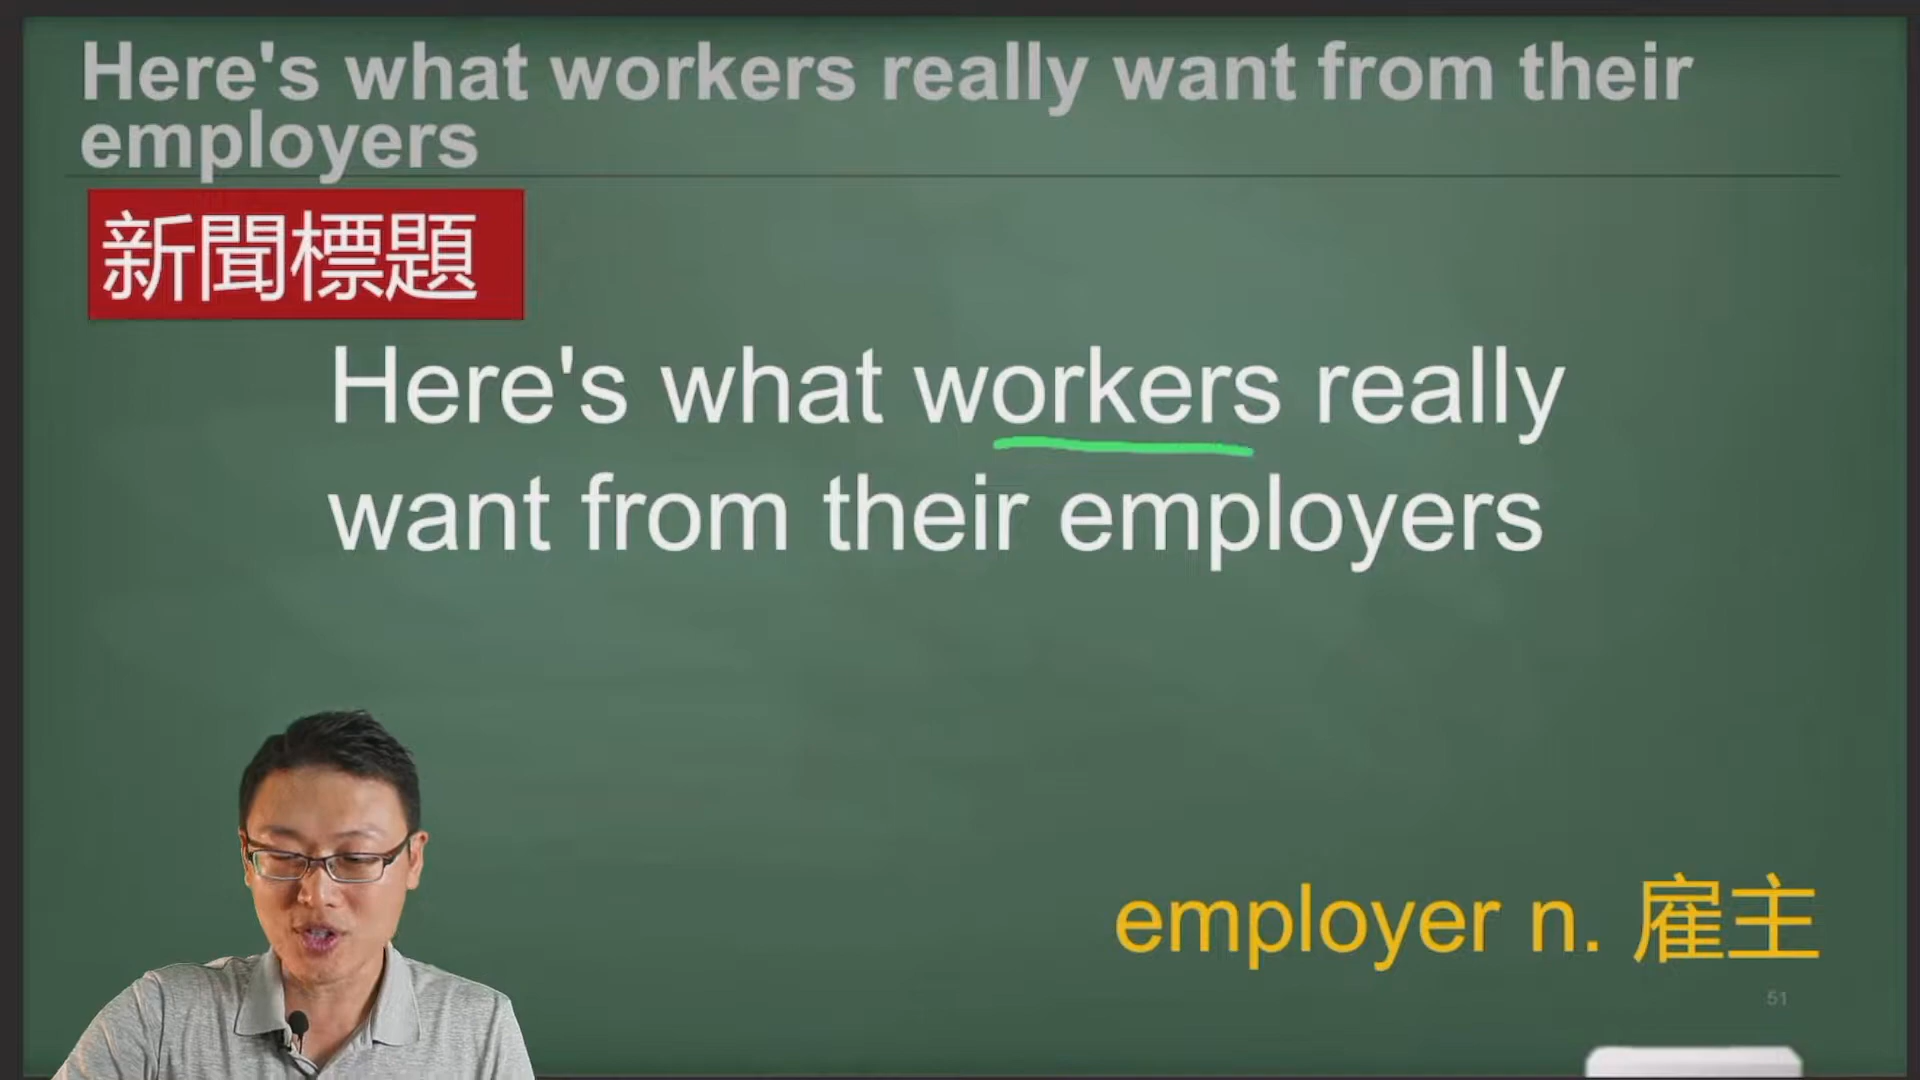 Here's what workers really want from their
employers
新聞標題
Here's what workers really
want from their employers
employer n. 雇主
51